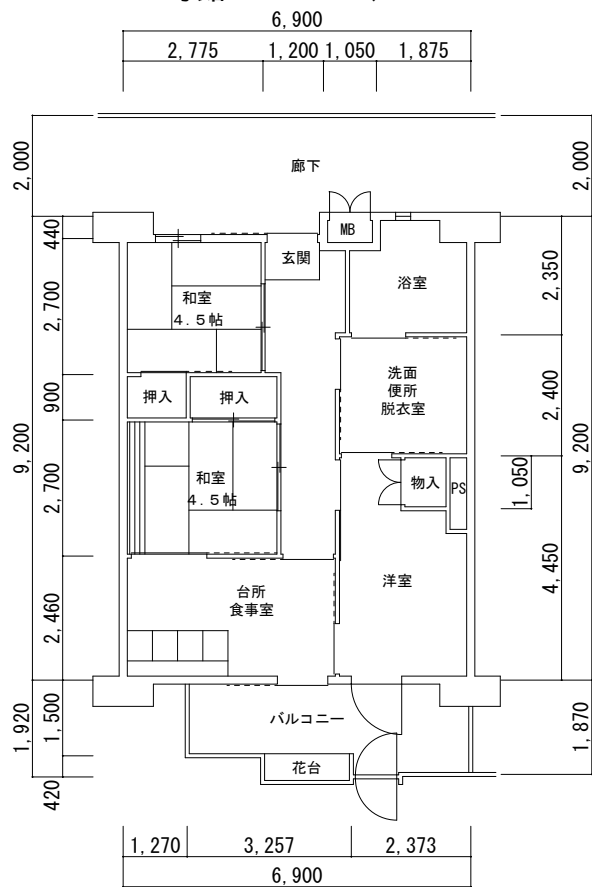 6,900
2,775
1,200
1,050
1,875
2,000
2,000
廊下
MB
玄関
浴室
440
2,700
900
2,700
2,460
9,200
2,350
2,400
1,050
4,450
9,200
和室
4.5帖
洗面
便所
脱衣室
押入
押入
物入
PS
和室
4.5帖
洋室
台所
食事室
バルコニー
花台
1,920
1,500
420
1,870
1,270
3,257
2,373
6,900